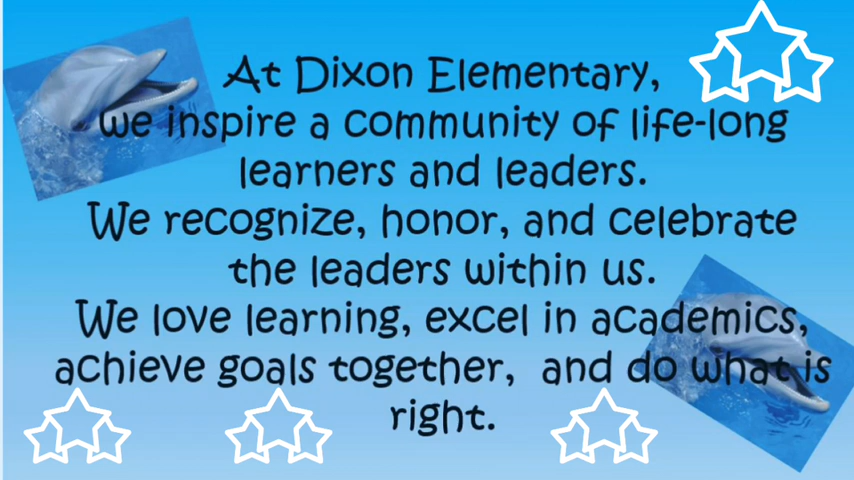 At Dixon Elementary,
we inspire a community of life-long
learners and leaders.
We recognize, honor, and celebrate
the leaders within us.
We love learning, excel in academics,
achieve goals together, and do what is
right.